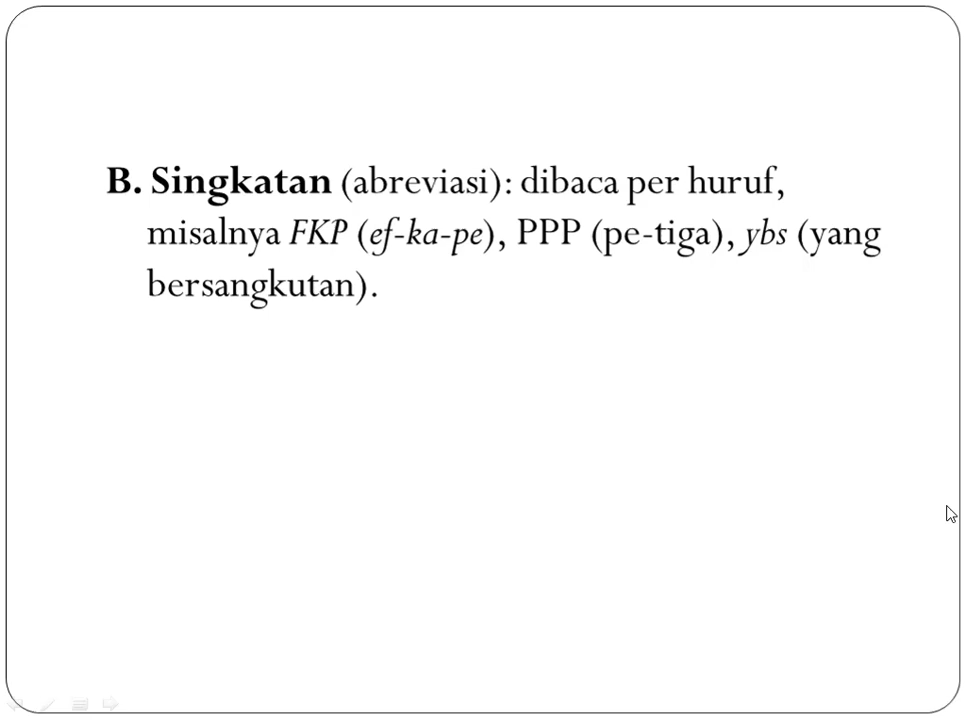 B. Singkatan (abreviasi): dibaca per huruf,
misalnya FKP (ef-ka-pe), PPP (pe-tiga), ybs (yang
bersangkutan).